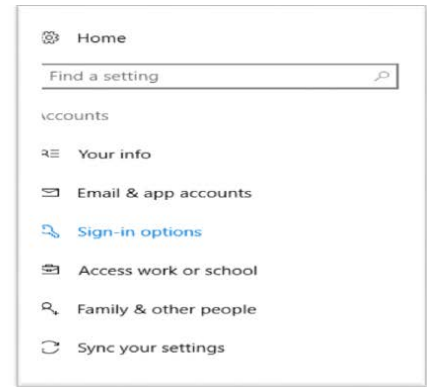 Home
Find a setting
Accounts
Your info
Email & app accounts
Sign-in options
Access work or school
Family & other people
Sync your settings